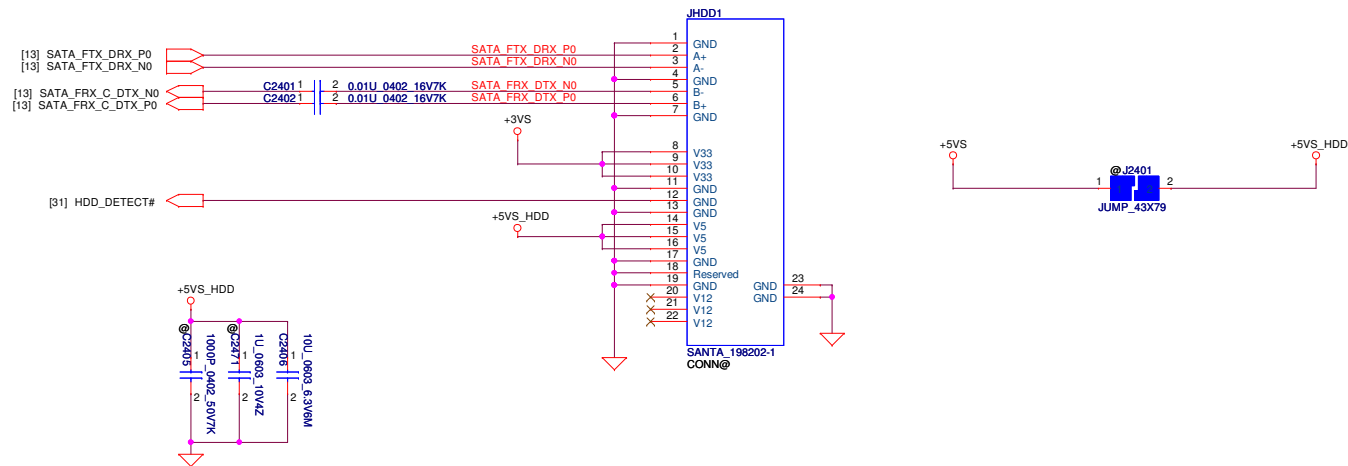 JHDD1
[13] SATA_FTX_DRX_P0
[13] SATA_FTX_DRX_N0
SATA_FTX_DRX_P0
SATA_FTX_DRX_N0
1 GND
2 A+
3 A-
4 GND
5 B-
6 B+
7 GND
[13] SATA_FRX_C_DTX_N0
[13] SATA_FRX_C_DTX_P0
C2401 1 2 0.01U_0402_16V7K SATA_FRX_DTX_N0
C2402 1 2 0.01U_0402_16V7K SATA_FRX_DTX_P0
+3VS
8 V33
9 V33
10 V33
11 GND
12 GND
13 GND
14 V5
15 V5
16 V5
17 GND
18 Reserved
19 GND
20 V12
21 V12
22 V12
23 GND
24 GND
[31] HDD_DETECT#
+5VS_HDD
SANTA_198202-1
CONN@
+5VS
+5VS_HDD
@J2401
1 2
1 2
JUMP_43X79
+5VS_HDD
@C2405
1 2
1000P_0402_50V7K
@C2471
1 2
1U_0603_10V4Z
C2406
1 2
10U_0603_6.3V6M